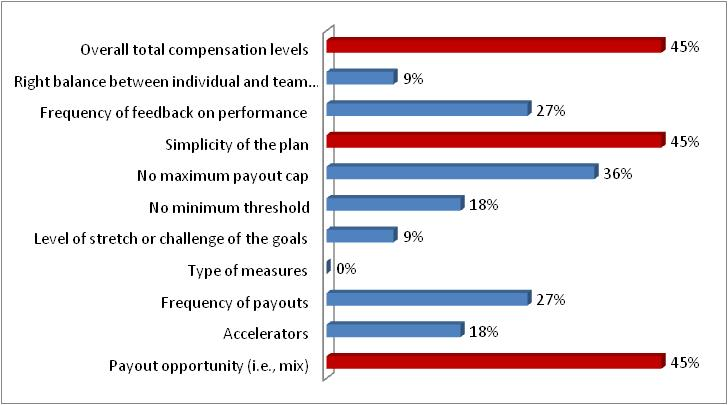 Overall total compensation levels 45%
Right balance between individual and team... 9%
Frequency of feedback on performance 27%
Simplicity of the plan 45%
No maximum payout cap 36%
No minimum threshold 18%
Level of stretch or challenge of the goals 9%
Type of measures 0%
Frequency of payouts 27%
Accelerators 18%
Payout opportunity (i.e., mix) 45%